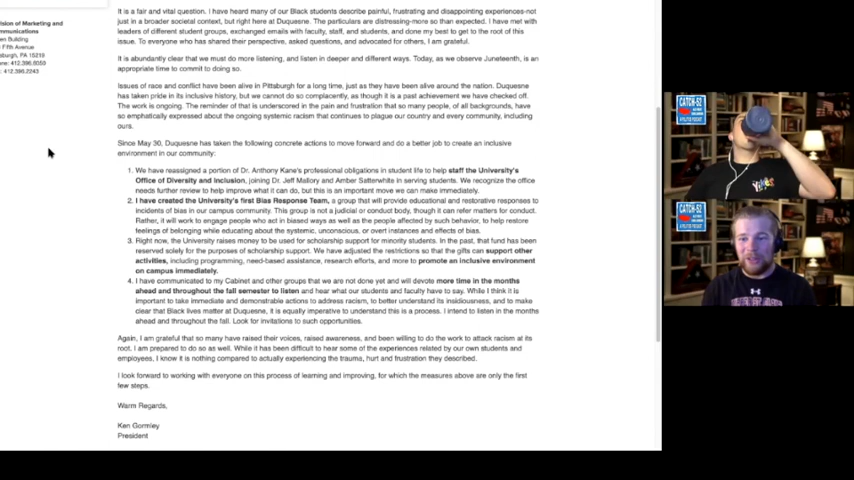 vision of Marketing and
mmunications
en Building
Fifth Avenue
sburgh, PA 15219
ne: 412.396.6050
x: 412.396.2243
It is a fair and vital question. I have heard many of our Black students describe painful, frustrating and disappointing experiences-not
just in a broader societal context, but right here at Duquesne. The particulars are distressing-more so than expected. I have met with
leaders of different student groups, exchanged emails with faculty, staff, and students, and done my best to get to the root of this
issue. To everyone who has shared their perspective, asked questions, and advocated for others, I am grateful.
It is abundantly clear that we must do more listening, and listen in deeper and different ways. Today, as we observe Juneteenth, is an
appropriate time to commit to doing so.
Issues of race and conflict have been alive in Pittsburgh for a long time, just as they have been alive around the nation. Duquesne
has taken pride in its inclusive history, but we cannot do so complacently, as though it is a past achievement we have checked off.
The work is ongoing. The reminder of that is underscored in the pain and frustration that so many people, of all backgrounds, have
so emphatically expressed about the ongoing systemic racism that continues to plague our country and every community, including
ours.
Since May 30, Duquesne has taken the following concrete actions to move forward and do a better job to create an inclusive
environment in our community:
1. We have reassigned a portion of Dr. Anthony Kane's professional obligations in student life to help staff the University's
Office of Diversity and Inclusion, joining Dr. Jeff Mallory and Amber Satterwhite in serving students. We recognize the office
needs further review to help improve what it can do, but this is an important move we can make immediately.
2. I have created the University's first Bias Response Team, a group that will provide educational and restorative responses to
incidents of bias in our campus community. This group is not a judicial or conduct body, though it can refer matters for conduct.
Rather, it will work to engage people who act in biased ways as well as the people affected by such behavior, to help restore
feelings of belonging while educating about the systemic, unconscious, or overt instances and effects of bias.
3. Right now, the University raises money to be used for scholarship support for minority students. In the past, that fund has been
reserved solely for the purposes of scholarship support. We have adjusted the restrictions so that the gifts can support other
activities, including programming, need-based assistance, research efforts, and more to promote an inclusive environment
on campus immediately.
4. I have communicated to my Cabinet and other groups that we are not done yet and will devote more time in the months
ahead and throughout the fall semester to listen and hear what our students and faculty have to say. While I think it is
important to take immediate and demonstrable actions to address racism, to better understand its insidiousness, and to make
clear that Black lives matter at Duquesne, it is equally imperative to understand this is a process. I intend to listen in the months
ahead and throughout the fall. Look for invitations to such opportunities.
Again, I am grateful that so many have raised their voices, raised awareness, and been willing to do the work to attack racism at its
root. I am prepared to do so as well. While it has been difficult to hear some of the experiences related by our own students and
employees, I know it is nothing compared to actually experiencing the trauma, hurt and frustration they described.
I look forward to working with everyone on this process of learning and improving, for which the measures above are only the first
few steps.
Warm Regards,
Ken Gormley
President
CATCH-52
CATCH-52